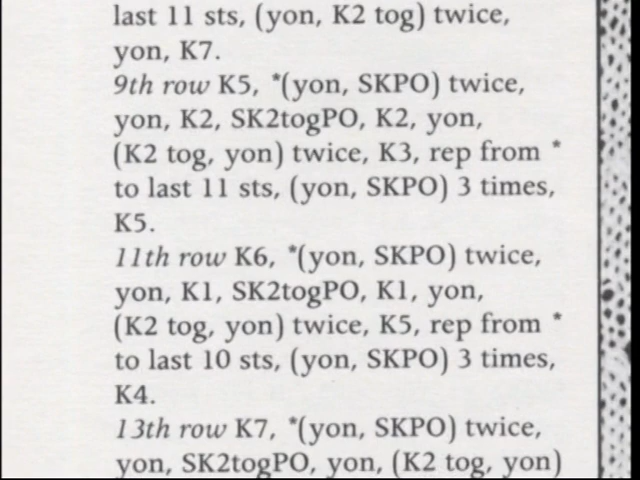 last 11 sts, (yon, K2 tog) twice,
yon, K7.
9th row K5, *(yon, SKPO) twice,
yon, K2, SK2togPO, K2, yon,
(K2 tog, yon) twice, K3, rep from *
to last 11 sts, (yon, SKPO) 3 times,
K5.
11th row K6, *(yon, SKPO) twice,
yon, K1, SK2togPO, K1, yon,
(K2 tog, yon) twice, K5, rep from *
to last 10 sts, (yon, SKPO) 3 times,
K4.
13th row K7, *(yon, SKPO) twice,
yon, SK2togPO, yon, (K2 tog, yon)